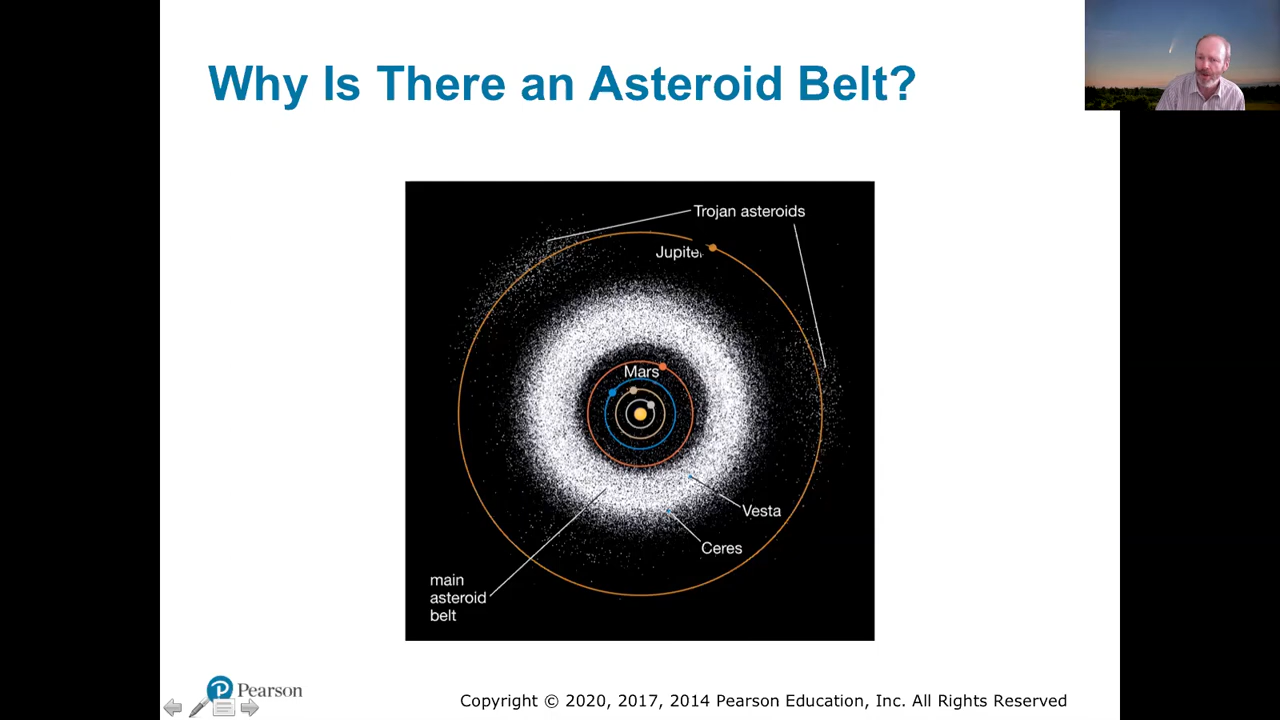 Why Is There an Asteroid Belt?
Trojan asteroids
Jupiter
Mars
Vesta
Ceres
main
asteroid
belt
Pearson
Copyright © 2020, 2017, 2014 Pearson Education, Inc. All Rights Reserved